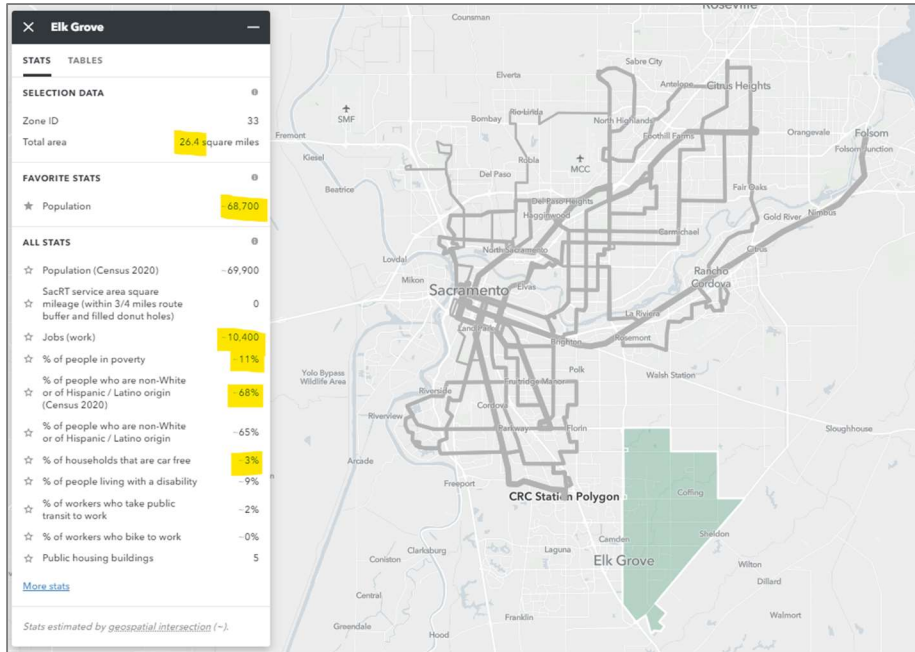 Elk Grove
STATS TABLES
SELECTION DATA
Zone ID 33
Total area 26.4 square miles
FAVORITE STATS
Population ~68,700
ALL STATS
Population (Census 2020) ~69,900
SacRT service area square
mileage (within 3/4 miles route
buffer and filled donut holes) 0
Jobs (work) ~10,400
% of people in poverty ~11%
% of people who are non-White
or of Hispanic / Latino origin
(Census 2020) ~68%
% of people who are non-White
or of Hispanic / Latino origin ~65%
% of households that are car free ~3%
% of people living with a disability ~9%
% of workers who take public
transit to work ~2%
% of workers who bike to work ~0%
Public housing buildings 5
More stats
Stats estimated by geospatial intersection (~).
Roseville
Counsman
Sabre City
Elverta
Antelope
Citrus Heights
SMF
Bombay
Rio Linda
North Highlands
Fremont
Foothill Farms
Orangevale
Folsom
Folsom Junction
Kiesel
Robla
MCC
Del Paso
Beatrice
Fair Oaks
Del Paso Heights
Hagginwood
Gold River
Nimbus
Carmichael
North Sacramento
Citrus
Lovdal
Mikon
Elvas
Rancho
Cordova
Sacramento
La Riviera
Land Park
Brighton
Rosemont
Polk
Walsh Station
Yolo Bypass
Wildlife Area
Fruitridge Manor
Riverside
Cordova
Riverview
Parkway
Florin
Sloughhouse
Arcade
Freeport
CRC Station Polygon
Coffing
Sheldon
Camden
Clarksburg
Laguna
Coniston
Elk Grove
Wilton
Dillard
Central
Franklin
Walmort
Greendale
Hood